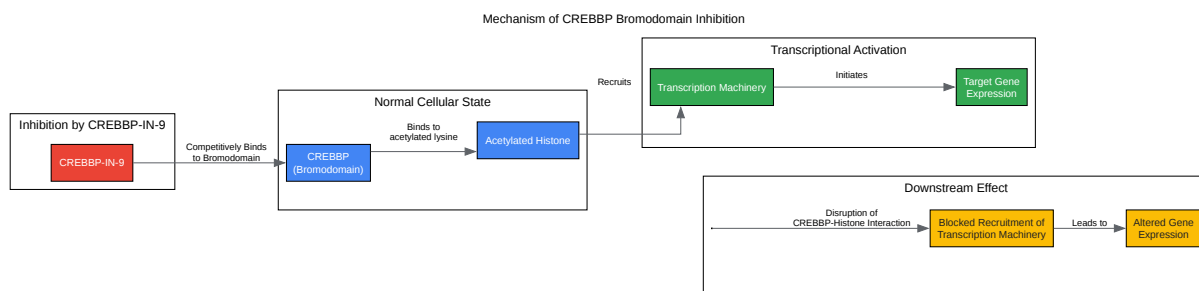 Mechanism of CREBBP Bromodomain Inhibition
Inhibition by CREBBP-IN-9
CREBBP-IN-9
Competitively Binds
to Bromodomain
Normal Cellular State
CREBBP
(Bromodomain)
Binds to
acetylated lysine
Acetylated Histone
Recruits
Transcriptional Activation
Transcription Machinery
Initiates
Target Gene
Expression
Downstream Effect
Disruption of
CREBBP-Histone Interaction
Blocked Recruitment of
Transcription Machinery
Leads to
Altered Gene
Expression